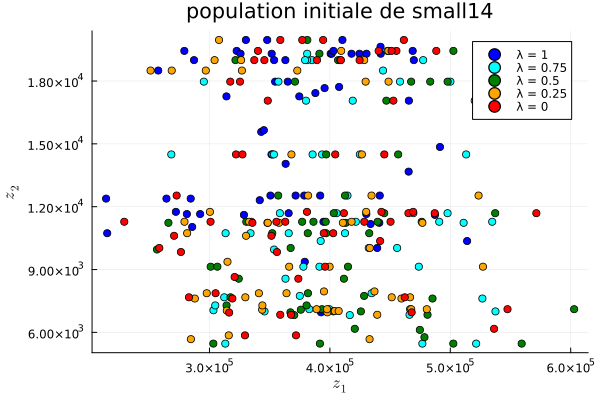 population initiale de small14
λ = 1
λ = 0.75
λ = 0.5
λ = 0.25
λ = 0
1.80×10⁴
1.50×10⁴
1.20×10⁴
9.00×10³
6.00×10³
z₂
3.0×10⁵ 4.0×10⁵ 5.0×10⁵ 6.0×10⁵
z₁